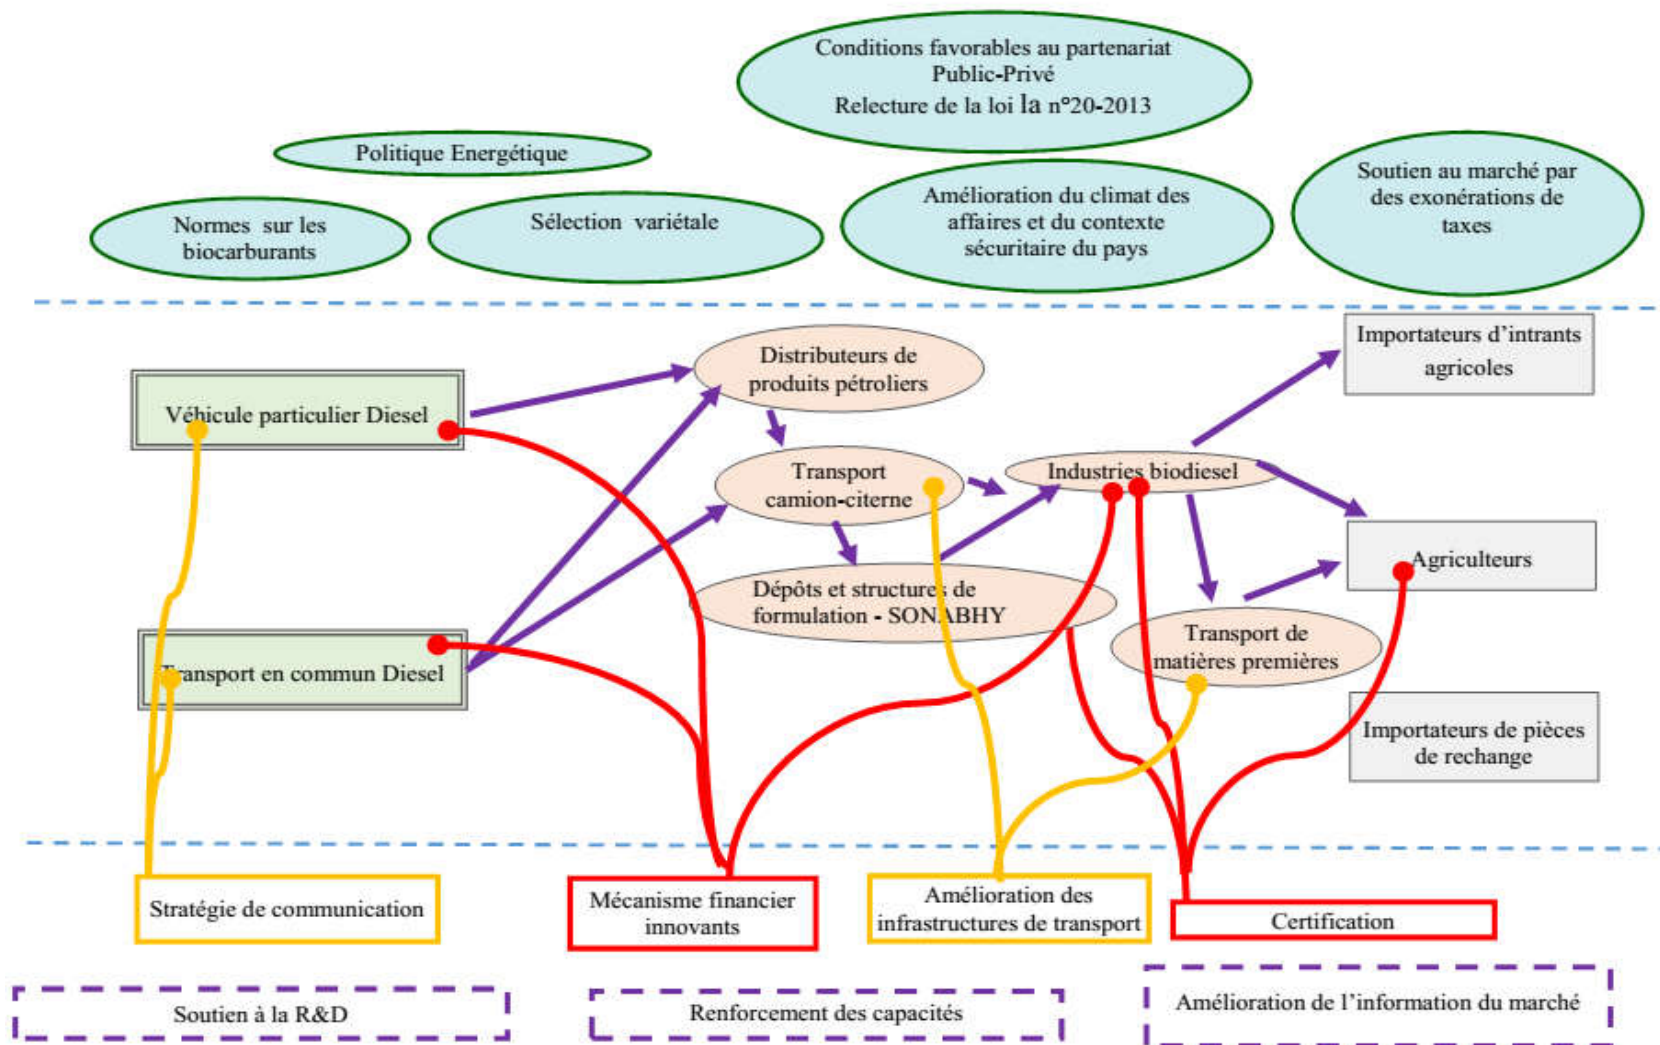 Conditions favorables au partenariat
Public-Privé
Relecture de la loi la n°20-2013
Politique Energétique
Normes sur les
biocarburants
Sélection variétale
Amélioration du climat des
affaires et du contexte
sécuritaire du pays
Soutien au marché par
des exonérations de
taxes
Véhicule particulier Diesel
Distributeurs de
produits pétroliers
Importateurs d’intrants
agricoles
Transport
camion-citerne
Industries biodiesel
Agriculteurs
Dépôts et structures de
formulation - SONABHY
Transport en commun Diesel
Transport de
matières premières
Importateurs de pièces
de rechange
Stratégie de communication
Mécanisme financier
innovants
Amélioration des
infrastructures de transport
Certification
Soutien à la R&D
Renforcement des capacités
Amélioration de l’information du marché